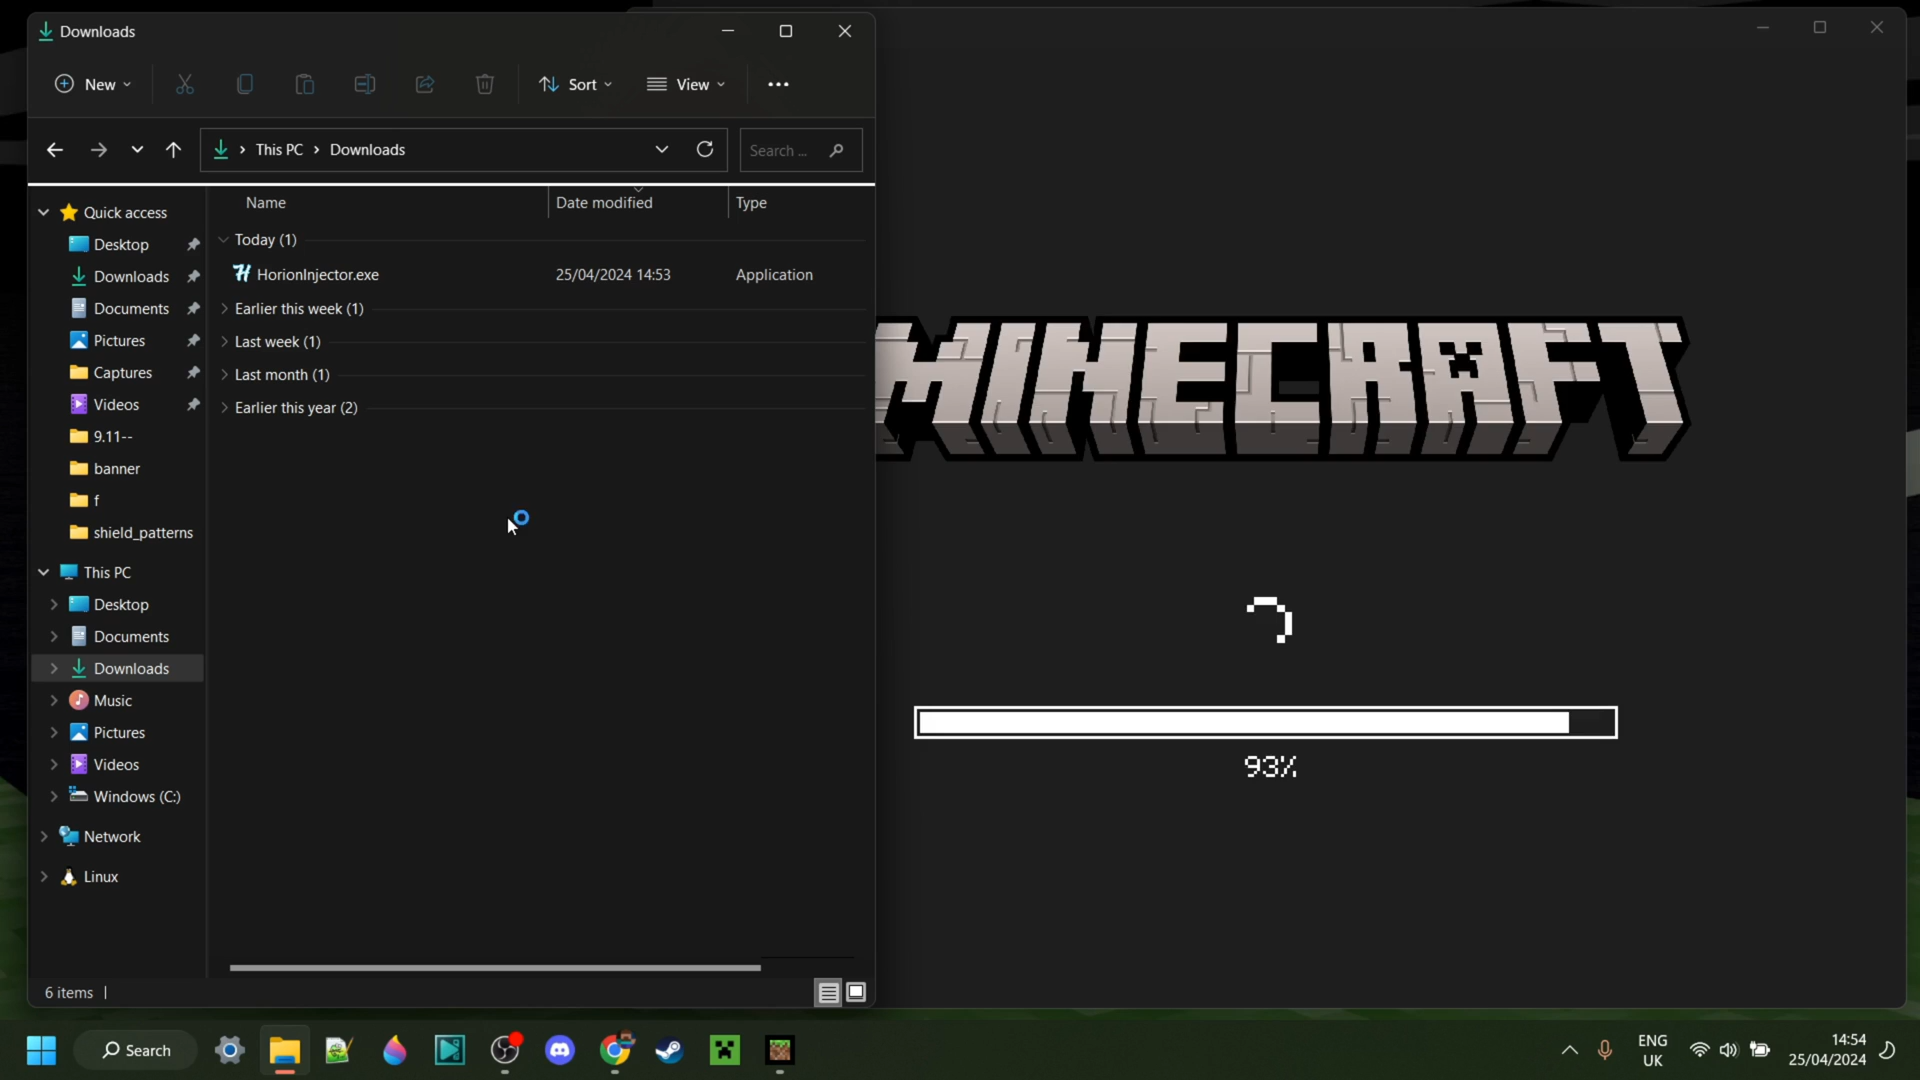 Downloads
New
Sort
View
This PC
Downloads
Search ...
Name
Date modified
Type
Quick access
Desktop
Downloads
Documents
Pictures
Captures
Videos
9.11--
banner
f
shield_patterns
This PC
Desktop
Documents
Downloads
Music
Pictures
Videos
Windows (C:)
Network
Linux
Today (1)
HorionInjector.exe 25/04/2024 14:53 Application
Earlier this week (1)
Last week (1)
Last month (1)
Earlier this year (2)
6 items
MINECRAFT
93%
Search
ENG
UK
14:54
25/04/2024